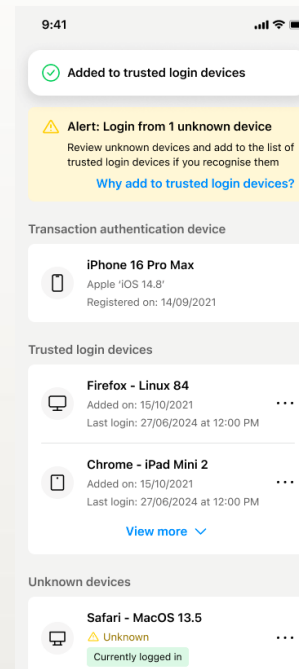 9:41
Added to trusted login devices
Alert: Login from 1 unknown device
Review unknown devices and add to the list of
trusted login devices if you recognise them
Why add to trusted login devices?
Transaction authentication device
iPhone 16 Pro Max
Apple ‘iOS 14.8’
Registered on: 14/09/2021
Trusted login devices
Firefox - Linux 84
Added on: 15/10/2021
Last login: 27/06/2024 at 12:00 PM
Chrome - iPad Mini 2
Added on: 15/10/2021
Last login: 27/06/2024 at 12:00 PM
View more
Unknown devices
Safari - MacOS 13.5
Unknown
Currently logged in